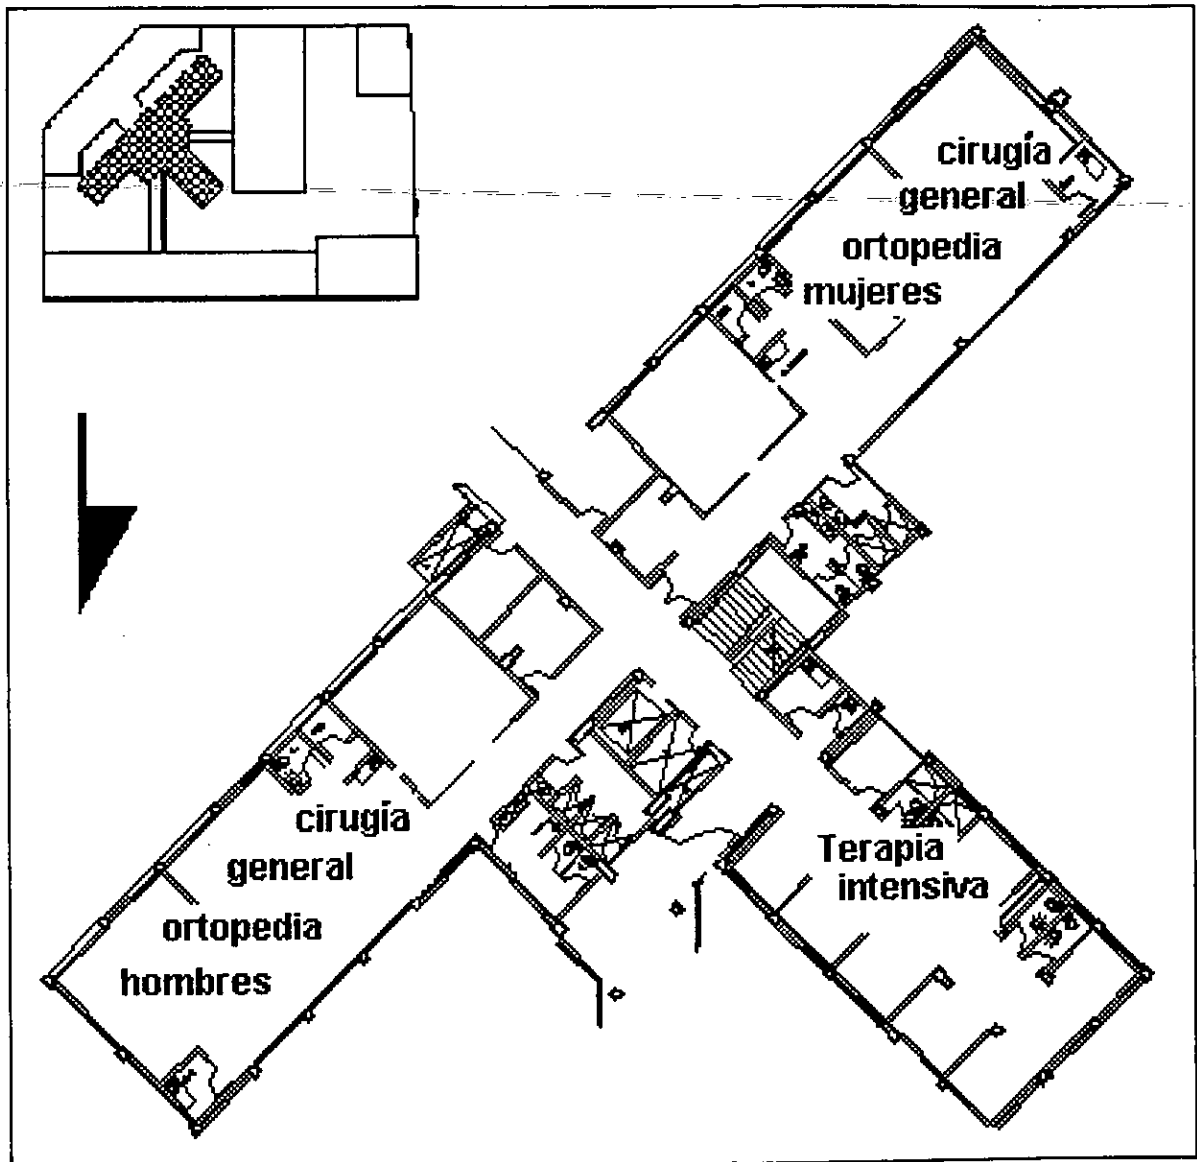 cirugía
general
ortopedia
mujeres
cirugía
general
ortopedia
hombres
Terapia
intensiva